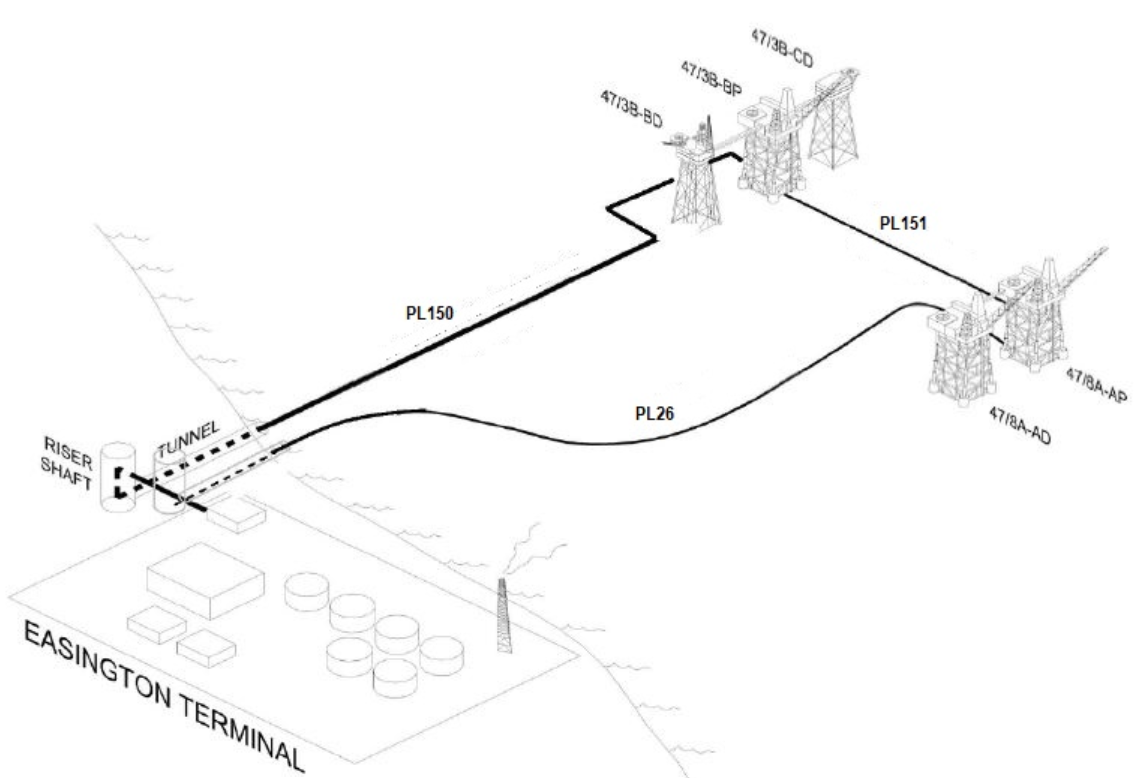 47/3B-CD
47/3B-BP
47/3B-BD
PL151
PL150
47/8A-AP
PL26
47/8A-AD
TUNNEL
RISER
SHAFT
EASINGTON TERMINAL